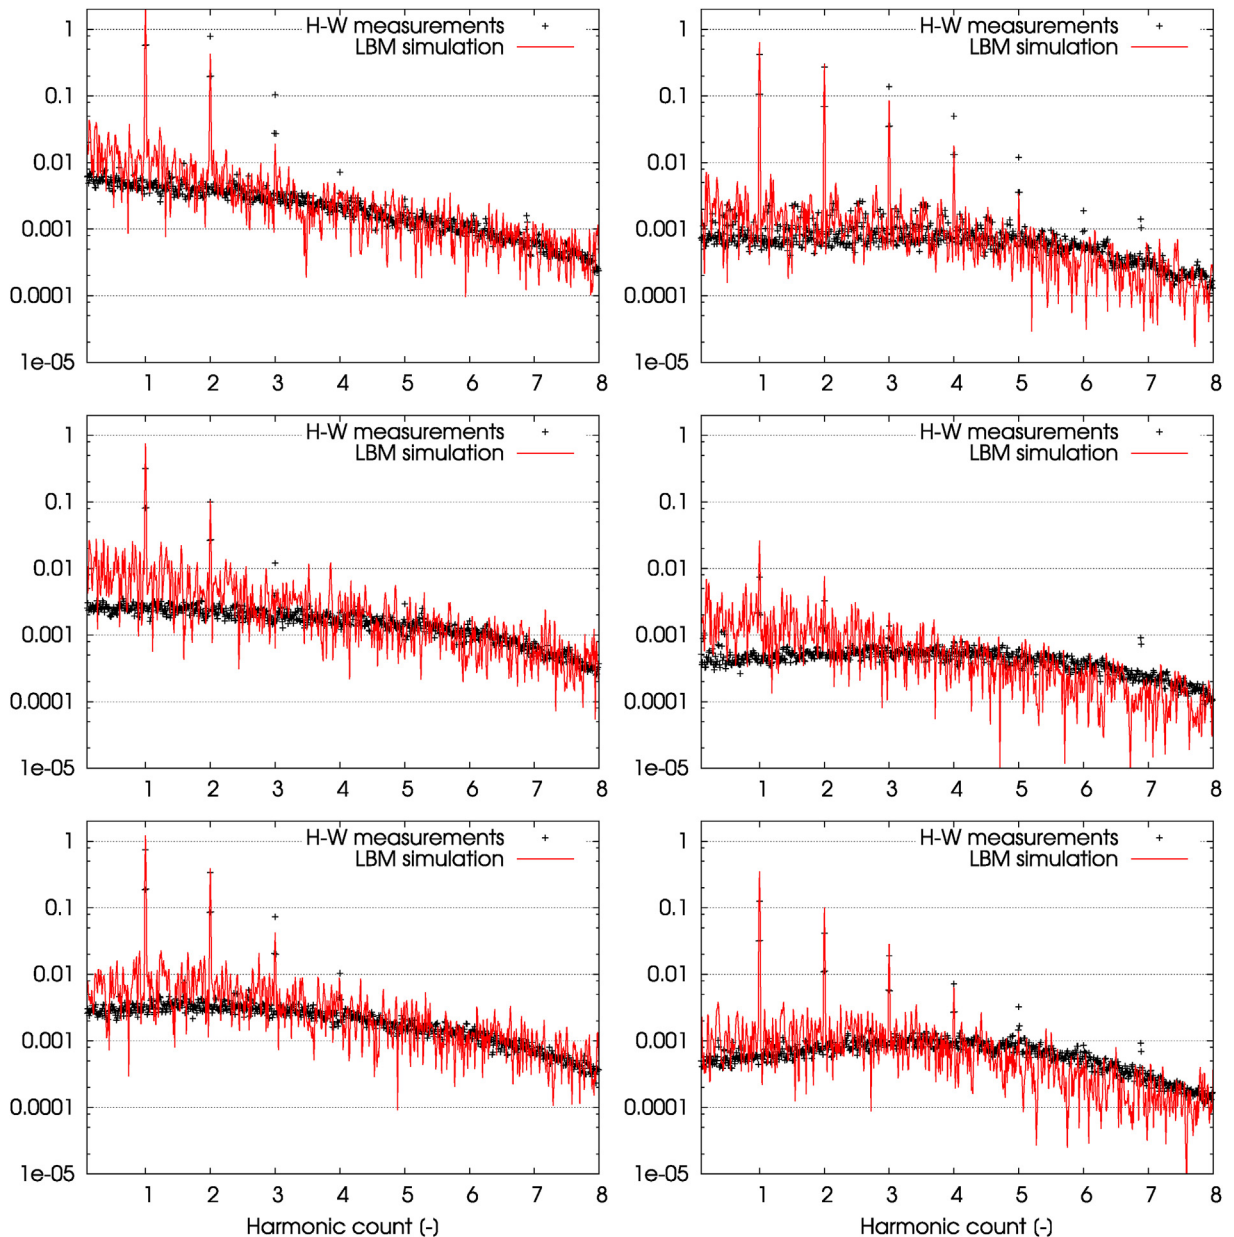 H-W measurements
LBM simulation
1
0.1
0.01
0.001
0.0001
1e-05
1 2 3 4 5 6 7 8
H-W measurements
LBM simulation
1
0.1
0.01
0.001
0.0001
1e-05
1 2 3 4 5 6 7 8
H-W measurements
LBM simulation
1
0.1
0.01
0.001
0.0001
1e-05
1 2 3 4 5 6 7 8
H-W measurements
LBM simulation
1
0.1
0.01
0.001
0.0001
1e-05
1 2 3 4 5 6 7 8
H-W measurements
LBM simulation
1
0.1
0.01
0.001
0.0001
1e-05
1 2 3 4 5 6 7 8
Harmonic count (-)
H-W measurements
LBM simulation
1
0.1
0.01
0.001
0.0001
1e-05
1 2 3 4 5 6 7 8
Harmonic count (-)